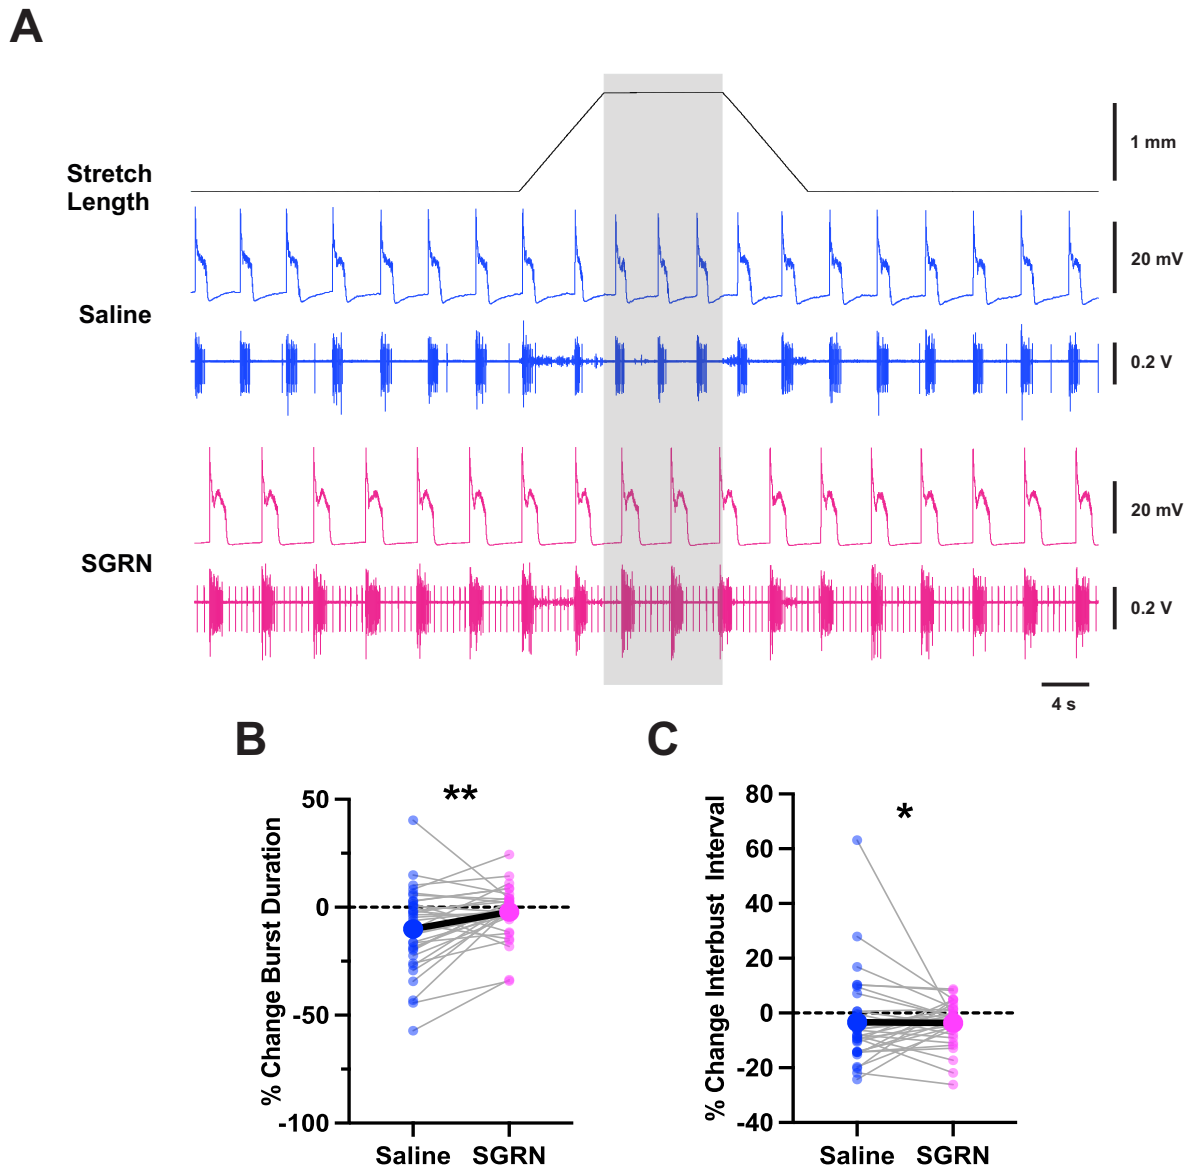 A
Stretch
Length
1 mm
20 mV
Saline
0.2 V
20 mV
SGRN
0.2 V
4 s
B
**
% Change Burst Duration
50
0
-50
-100
Saline SGRN
C
*
% Change Interbust Interval
80
60
40
20
0
-20
-40
Saline SGRN